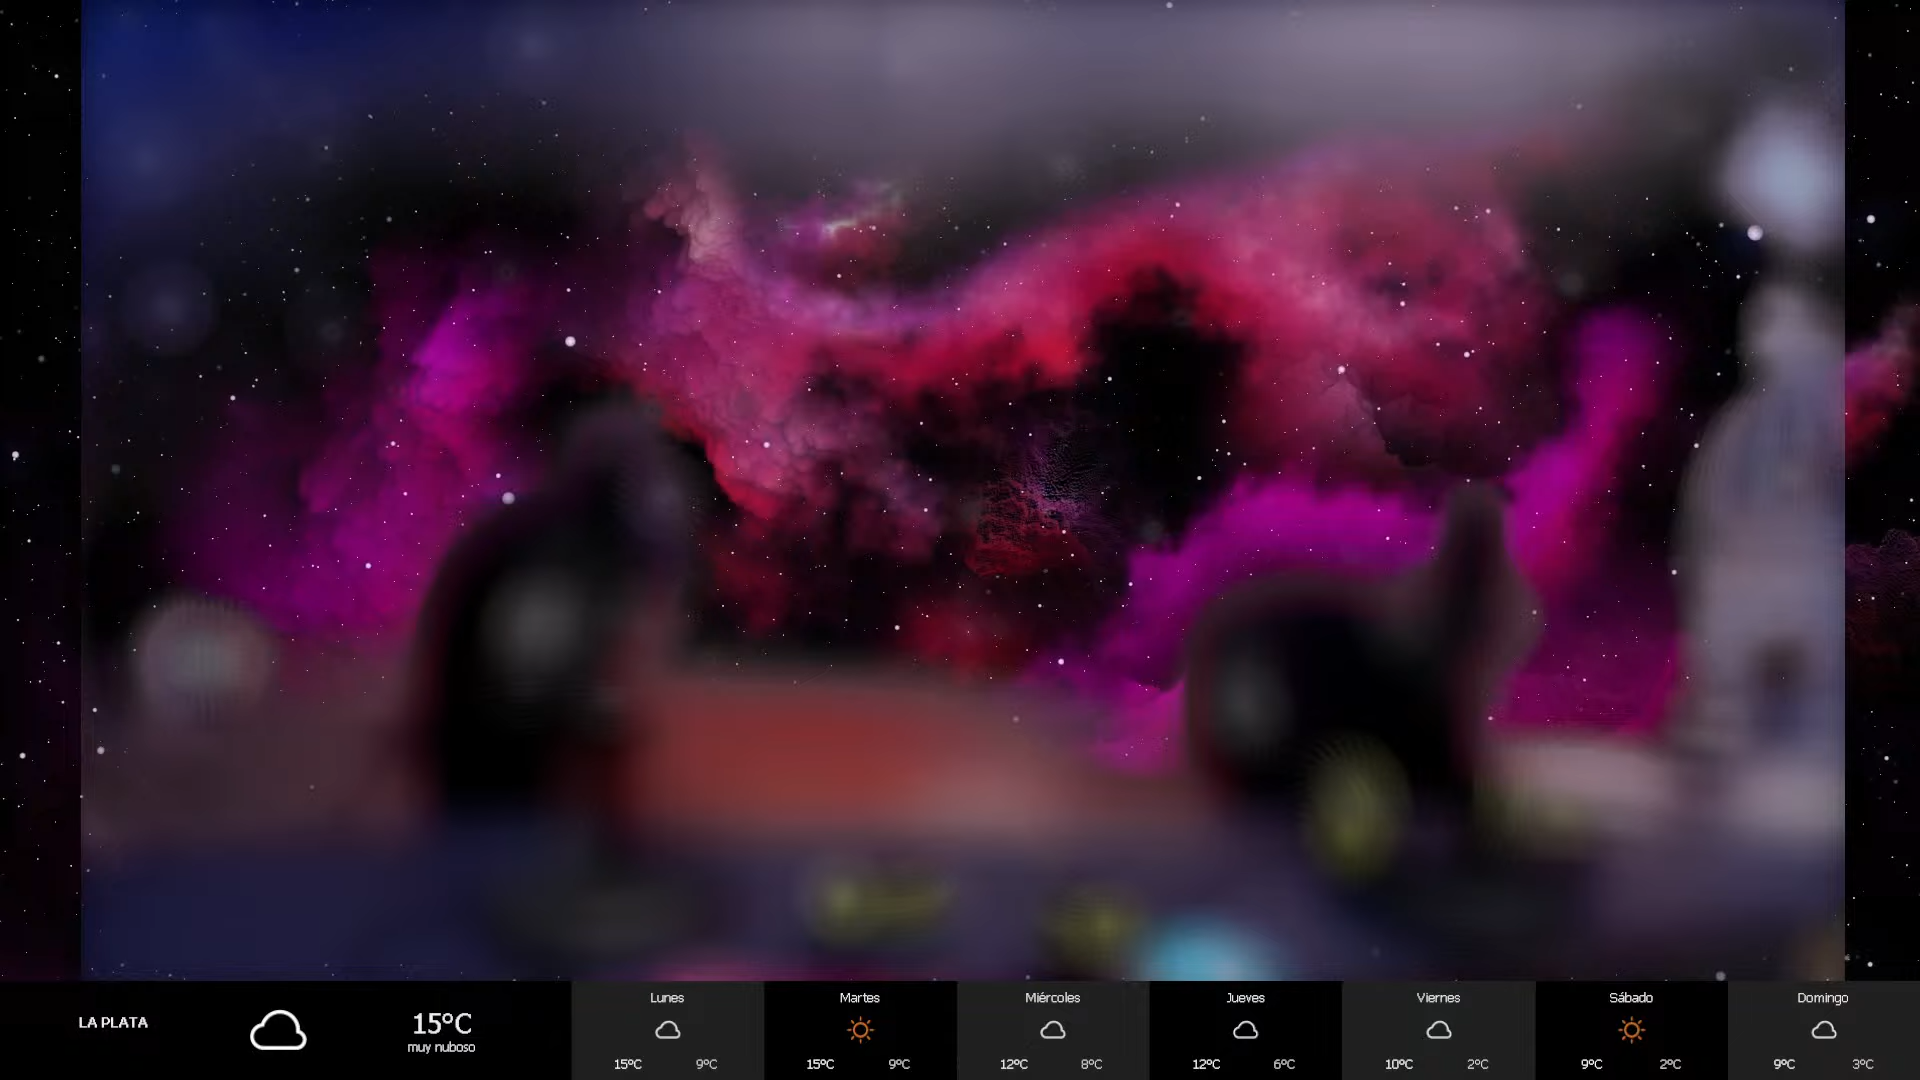 LA PLATA
15°C
muy nuboso
Lunes
15°C 9°C
Martes
15°C 9°C
Miércoles
12°C 8°C
Jueves
12°C 6°C
Viernes
10°C 2°C
Sábado
9°C 2°C
Domingo
9°C 3°C